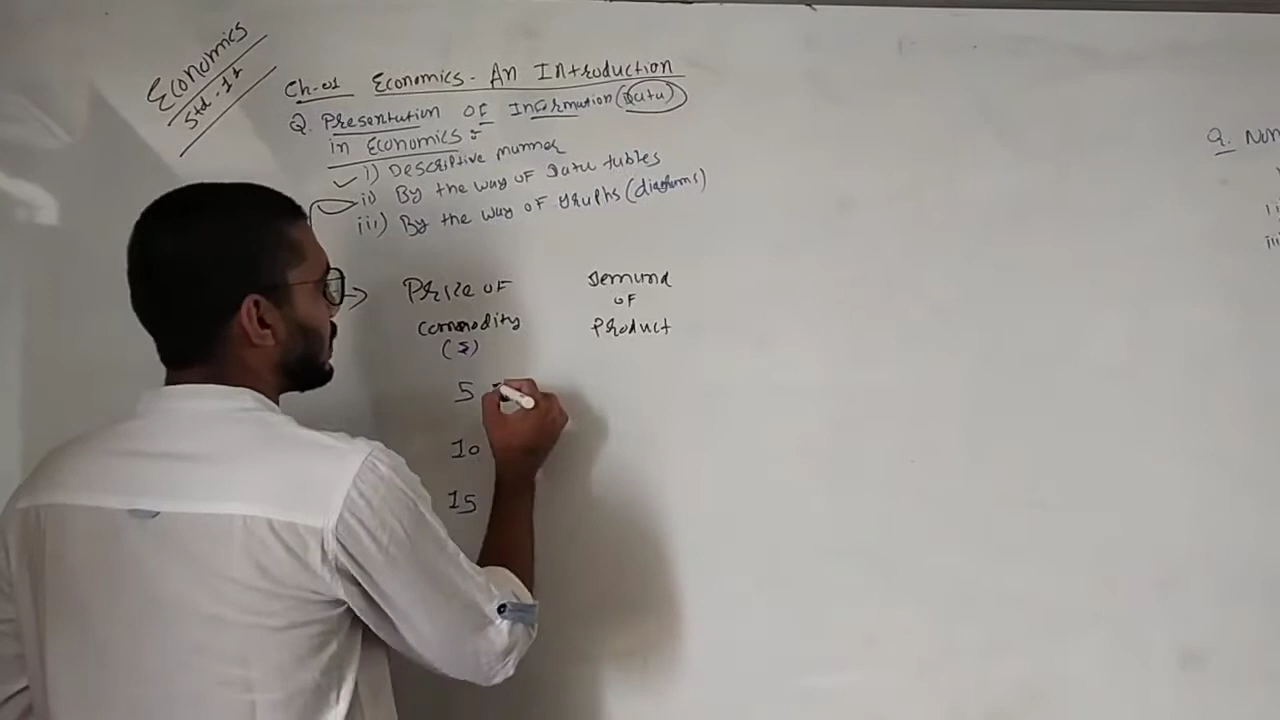 Economics
Std. - 11
Ch-01 Economics - An Introduction
Q. Presentation of Information (Data)
in Economics :-
i) Descriptive manner
ii) By the way of Data tables
iii) By the way of graphs (diagrams)
Price of Demand
of
commodity Product
(₹)
5
10
15
Q. Non
ii